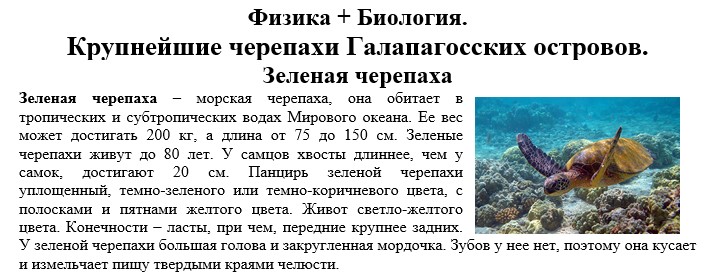 Физика + Биология.
Крупнейшие черепахи Галапагосских островов.
Зеленая черепаха
Зеленая черепаха – морская черепаха, она обитает в
тропических и субтропических водах Мирового океана. Ее вес
может достигать 200 кг, а длина от 75 до 150 см. Зеленые
черепахи живут до 80 лет. У самцов хвосты длиннее, чем у
самок, достигают 20 см. Панцирь зеленой черепахи
уплощенный, темно-зеленого или темно-коричневого цвета, с
полосками и пятнами желтого цвета. Живот светло-желтого
цвета. Конечности – ласты, при чем, передние крупнее задних.
У зеленой черепахи большая голова и закругленная мордочка. Зубов у нее нет, поэтому она кусает
и измельчает пищу твердыми краями челюсти.